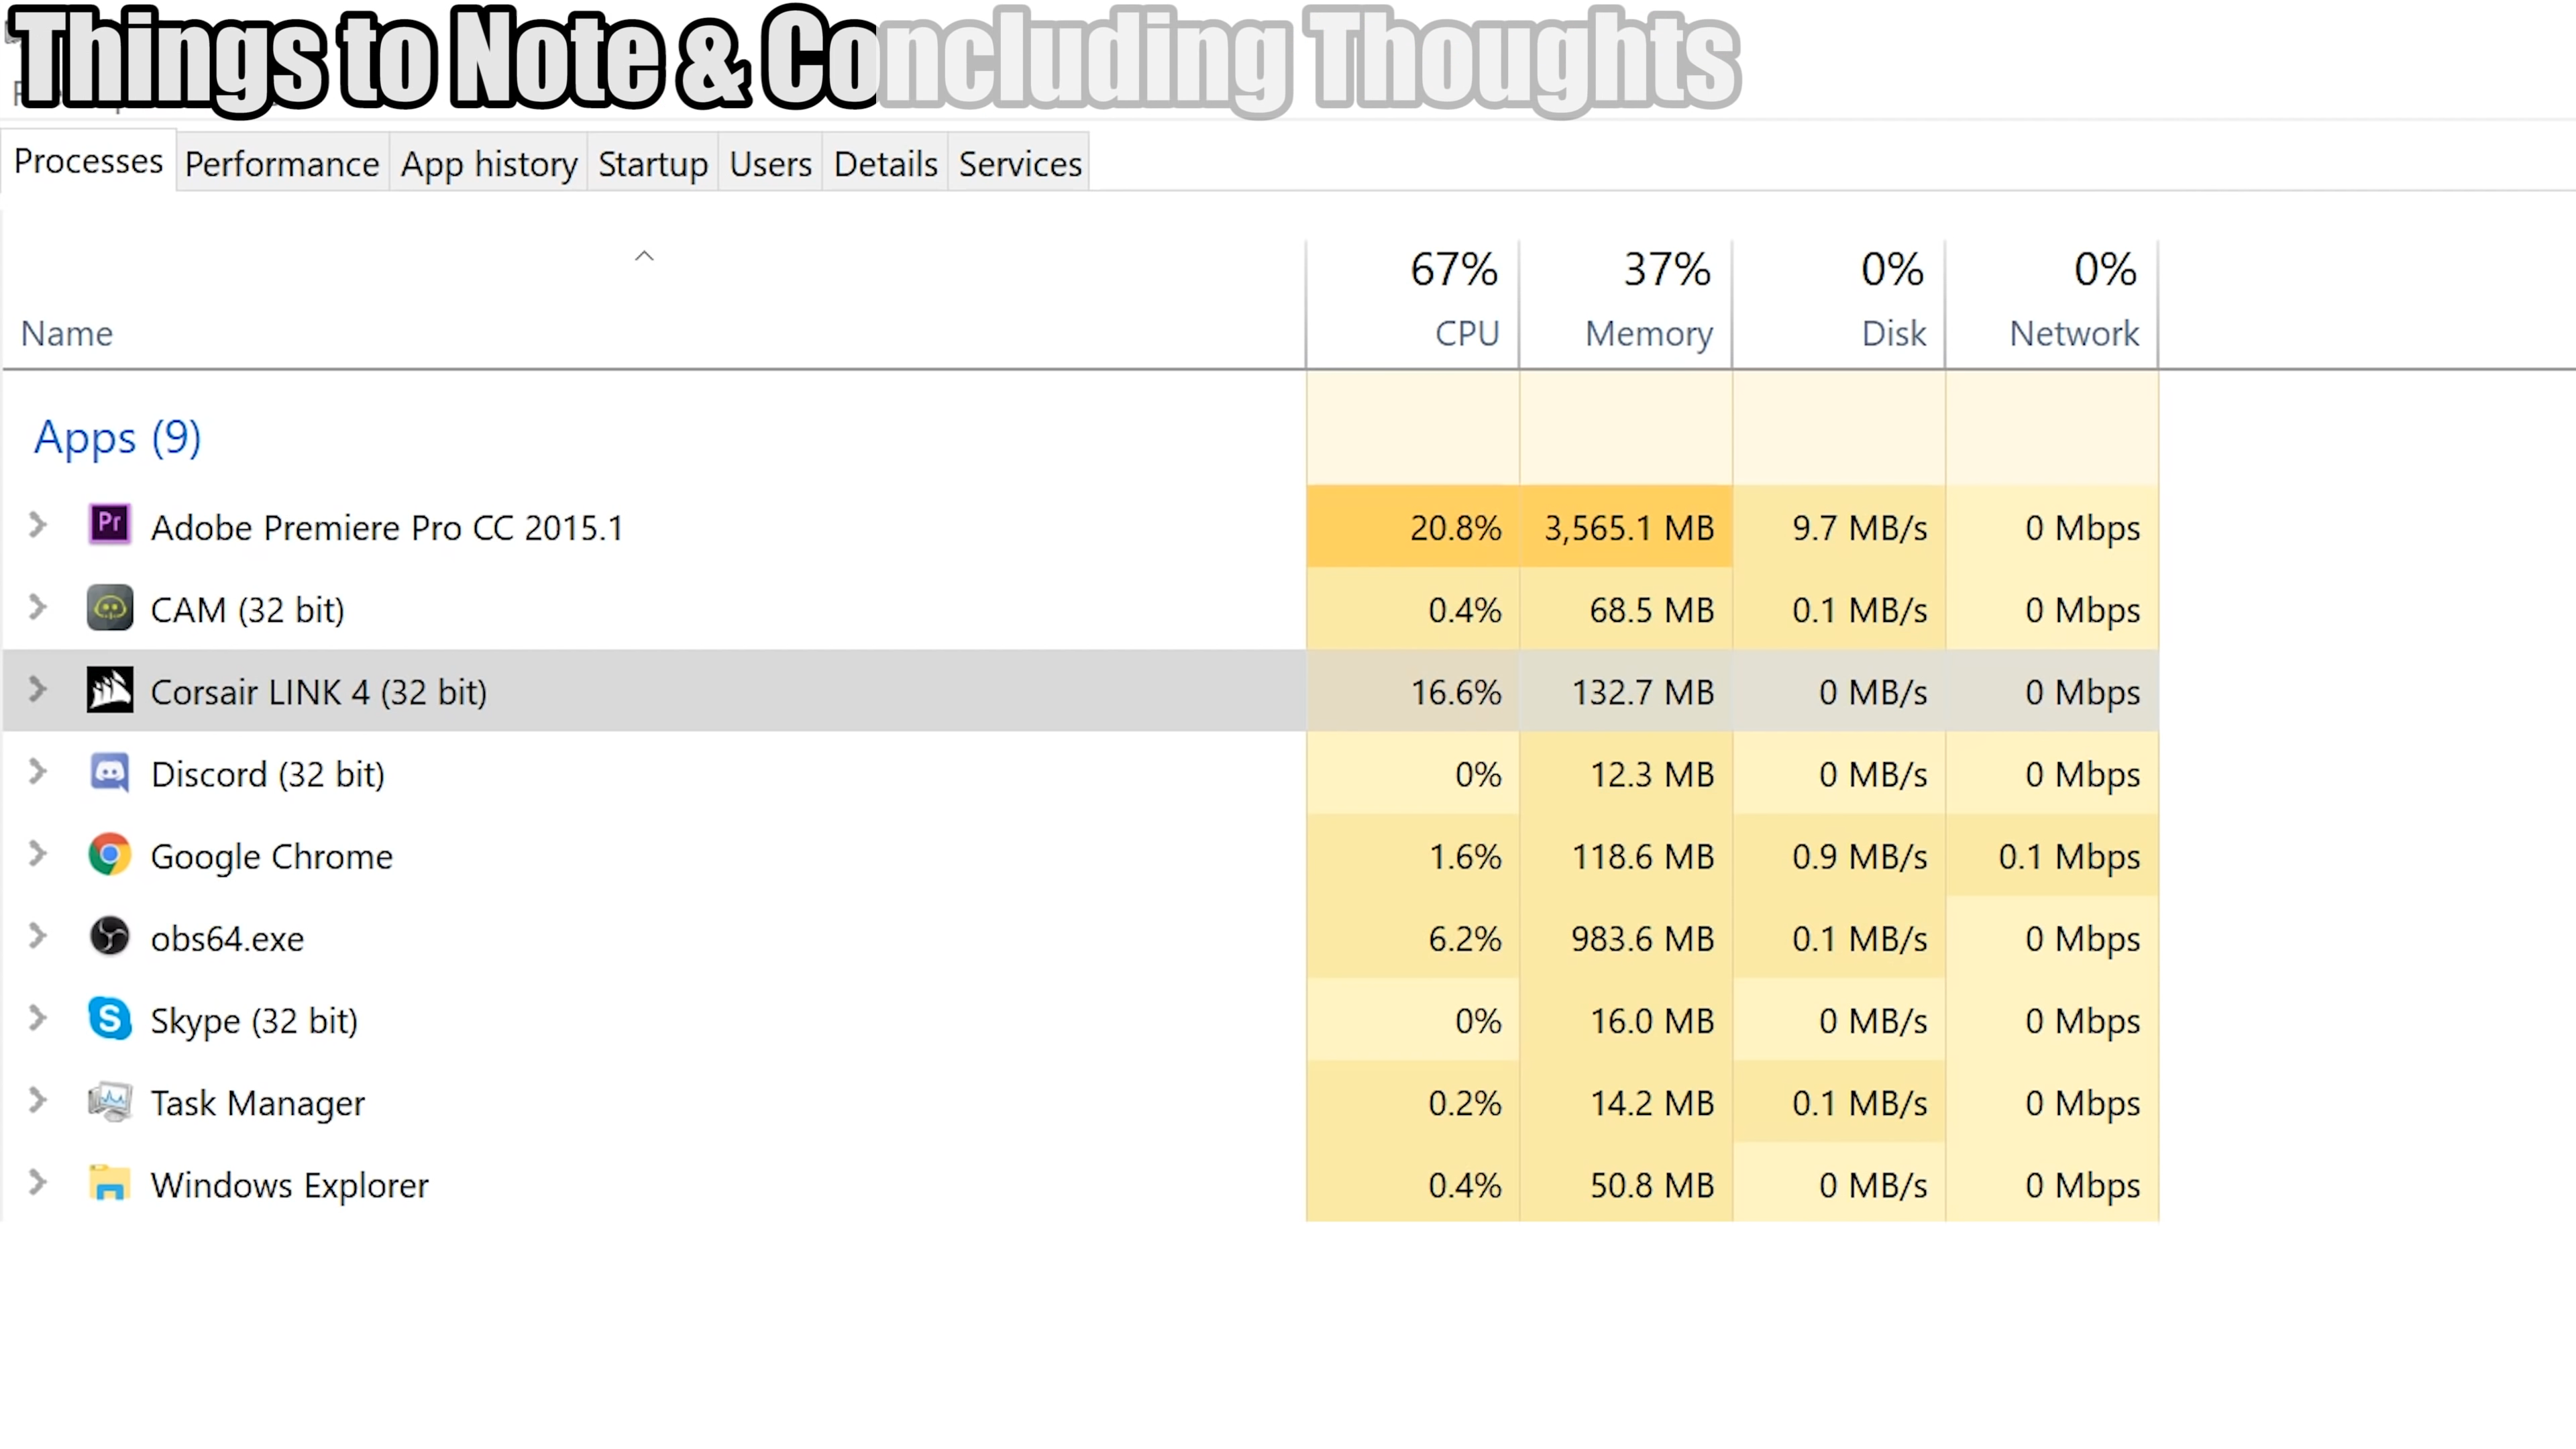 Things to Note & Concluding Thoughts
Processes Performance App history Startup Users Details Services
67% 37% 0% 0%
Name CPU Memory Disk Network
Apps (9)
Pr Adobe Premiere Pro CC 2015.1 20.8% 3,565.1 MB 9.7 MB/s 0 Mbps
CAM (32 bit) 0.4% 68.5 MB 0.1 MB/s 0 Mbps
Corsair LINK 4 (32 bit) 16.6% 132.7 MB 0 MB/s 0 Mbps
Discord (32 bit) 0% 12.3 MB 0 MB/s 0 Mbps
Google Chrome 1.6% 118.6 MB 0.9 MB/s 0.1 Mbps
obs64.exe 6.2% 983.6 MB 0.1 MB/s 0 Mbps
S Skype (32 bit) 0% 16.0 MB 0 MB/s 0 Mbps
Task Manager 0.2% 14.2 MB 0.1 MB/s 0 Mbps
Windows Explorer 0.4% 50.8 MB 0 MB/s 0 Mbps